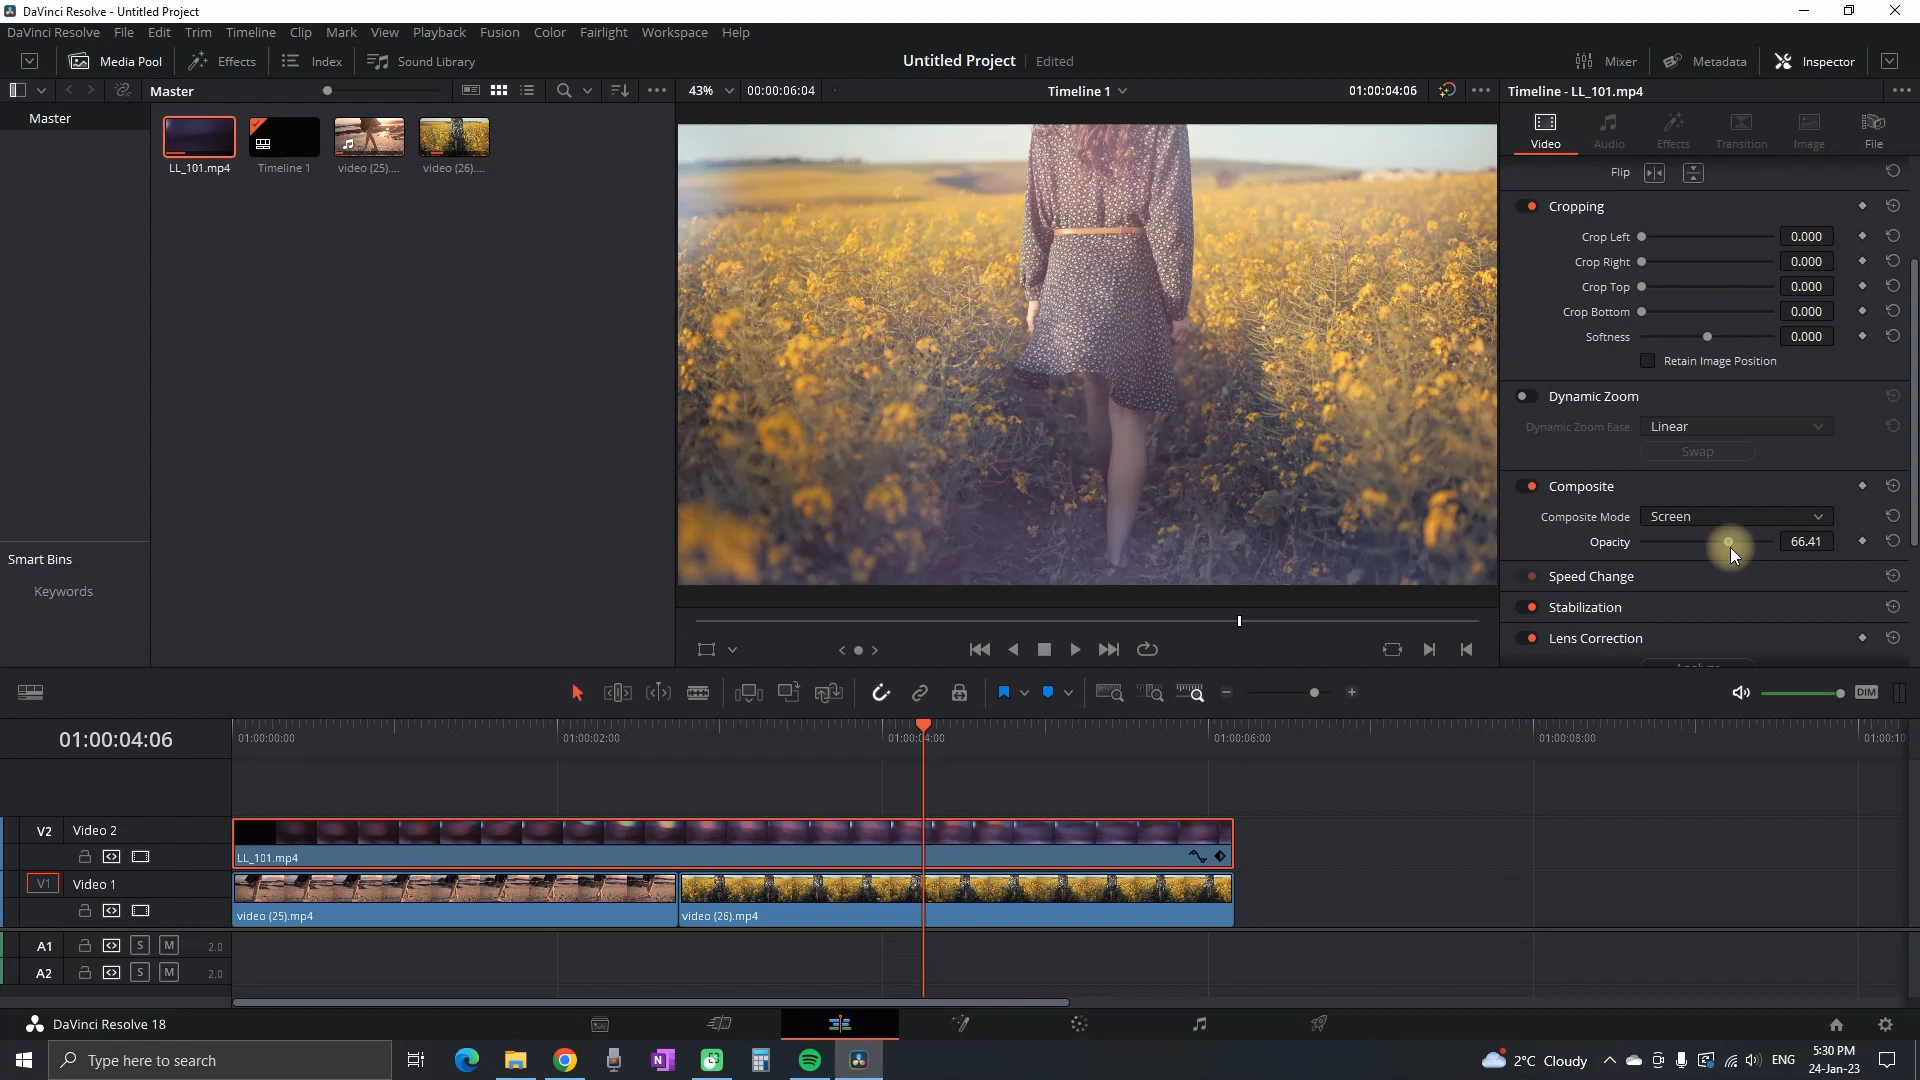 DaVinci Resolve - Untitled Project
DaVinci Resolve File Edit Trim Timeline Clip Mark View Playback Fusion Color Fairlight Workspace Help
Media Pool Effects Index Sound Library Untitled Project Edited Mixer Metadata Inspector
Master 43% 00:00:06:04 Timeline 1 01:00:04:06 Timeline - LL_101.mp4
Master
LL_101.mp4 Timeline 1 video (25).... video (26)....
Video Audio Effects Transition Image File
Flip
Cropping
Crop Left 0.000
Crop Right 0.000
Crop Top 0.000
Crop Bottom 0.000
Softness 0.000
Retain Image Position
Dynamic Zoom
Dynamic Zoom Ease Linear
Swap
Composite
Composite Mode Screen
Opacity 66.41
Speed Change
Stabilization
Lens Correction
Smart Bins
Keywords
DIM
01:00:04:06
01:00:00:00 01:00:02:00 01:00:04:00 01:00:06:00 01:00:08:00 01:00:10
V2 Video 2
LL_101.mp4
V1 Video 1
video (25).mp4 video (26).mp4
A1 S M 2.0
A2 S M 2.0
DaVinci Resolve 18
Type here to search
2°C Cloudy ENG
5:30 PM
24-Jan-23